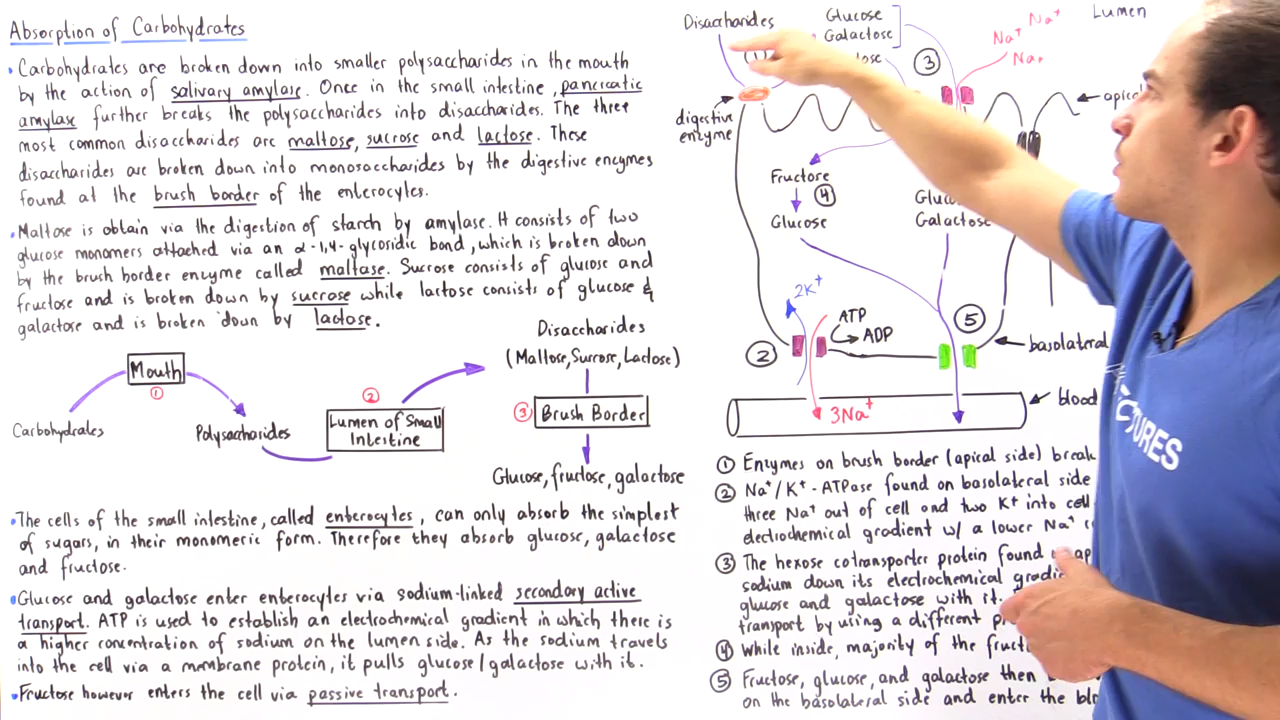 Absorption of Carbohydrates
• Carbohydrates are broken down into smaller polysaccharides in the mouth
by the action of salivary amylase. Once in the small intestine, pancreatic
amylase further breaks the polysaccharides into disaccharides. The three
most common disaccharides are maltose, sucrose and lactose. These
disaccharides are broken down into monosaccharides by the digestive enzymes
found at the brush border of the enterocytes.
• Maltose is obtain via the digestion of starch by amylase. It consists of two
glucose monomers attached via an α-1,4-glycosidic bond, which is broken down
by the brush border enzyme called maltase. Sucrose consists of glucose and
fructose and is broken down by sucrose while lactose consists of glucose &
galactose and is broken down by lactose.
Carbohydrates
Mouth
①
Polysaccharides
②
Lumen of Small
Intestine
Disaccharides
(Maltose, Sucrose, Lactose)
③ Brush Border
Glucose, fructose, galactose
• The cells of the small intestine, called enterocytes, can only absorb the simplest
of sugars, in their monomeric form. Therefore they absorb glucose, galactose
and fructose.
• Glucose and galactose enter enterocytes via sodium-linked secondary active
transport. ATP is used to establish an electrochemical gradient in which there is
a higher concentration of sodium on the lumen side. As the sodium travels
into the cell via a membrane protein, it pulls glucose/galactose with it.
• Fructose however enters the cell via passive transport.
Disaccharides
Glucose
Galactose
Na⁺
Na⁺
Na⁺
Lumen
①
③
digestive
enzyme
Fructose
④
Glucose
Galactose
2K⁺
ATP
ADP
②
⑤
basolateral
3Na⁺
blood
① Enzymes on brush border (apical side) break
② Na⁺/K⁺-ATPase found on basolateral side
three Na⁺ out of cell and two K⁺ into cell
electrochemical gradient w/ a lower Na⁺
③ The hexose cotransporter protein found
sodium down its electrochemical
glucose and galactose with it.
transport by using a different
④ While inside, majority of the
⑤ Fructose, glucose, and galactose then
on the basolateral side and enter the